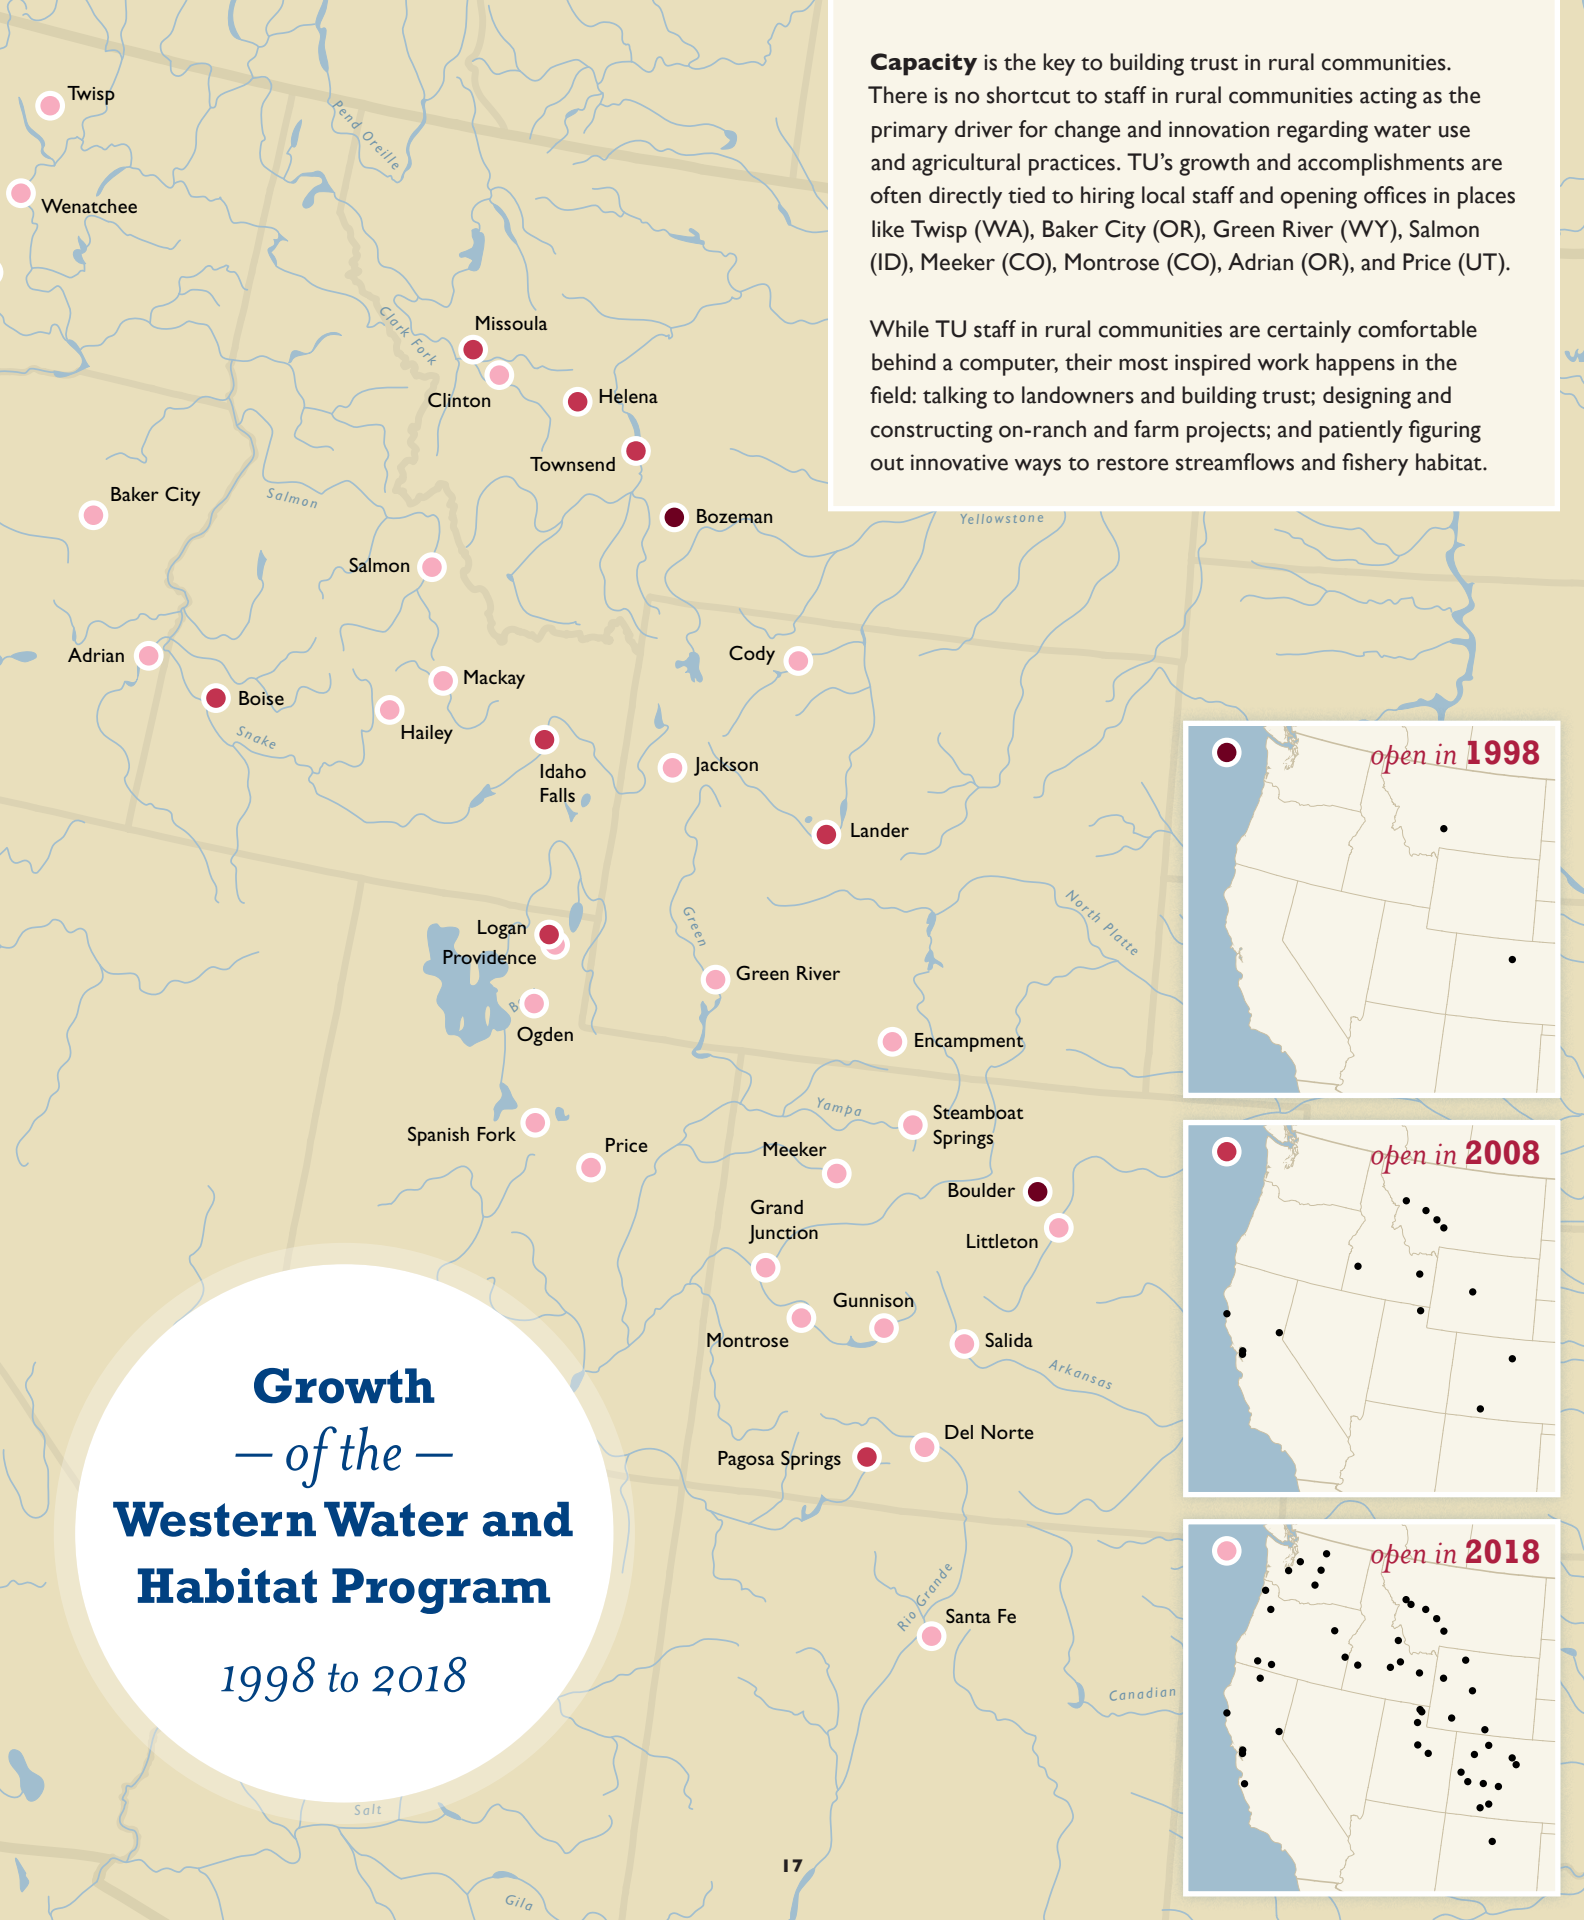 Capacity is the key to building trust in rural communities.
There is no shortcut to staff in rural communities acting as the
primary driver for change and innovation regarding water use
and agricultural practices. TU's growth and accomplishments are
often directly tied to hiring local staff and opening offices in places
like Twisp (WA), Baker City (OR), Green River (WY), Salmon
(ID), Meeker (CO), Montrose (CO), Adrian (OR), and Price (UT).
While TU staff in rural communities are certainly comfortable
behind a computer, their most inspired work happens in the
field: talking to landowners and building trust; designing and
constructing on-ranch and farm projects; and patiently figuring
out innovative ways to restore streamflows and fishery habitat.
Twisp
Pend Oreille
Wenatchee
Clark Fork
Missoula
Clinton
Helena
Townsend
Baker City
Salmon
Bozeman
Yellowstone
Salmon
Adrian
Cody
Mackay
Boise
Hailey
Snake
Idaho
Falls
Jackson
Lander
North Platte
Green
Logan
Providence
Green River
Ogden
Encampment
Yampa
Steamboat
Springs
Spanish Fork
Price
Meeker
Boulder
Grand
Junction
Littleton
Gunnison
Montrose
Salida
Arkansas
Del Norte
Pagosa Springs
Rio Grande
Santa Fe
Canadian
Salt
Gila
open in 1998
open in 2008
open in 2018
Growth
— of the —
Western Water and
Habitat Program
1998 to 2018
17